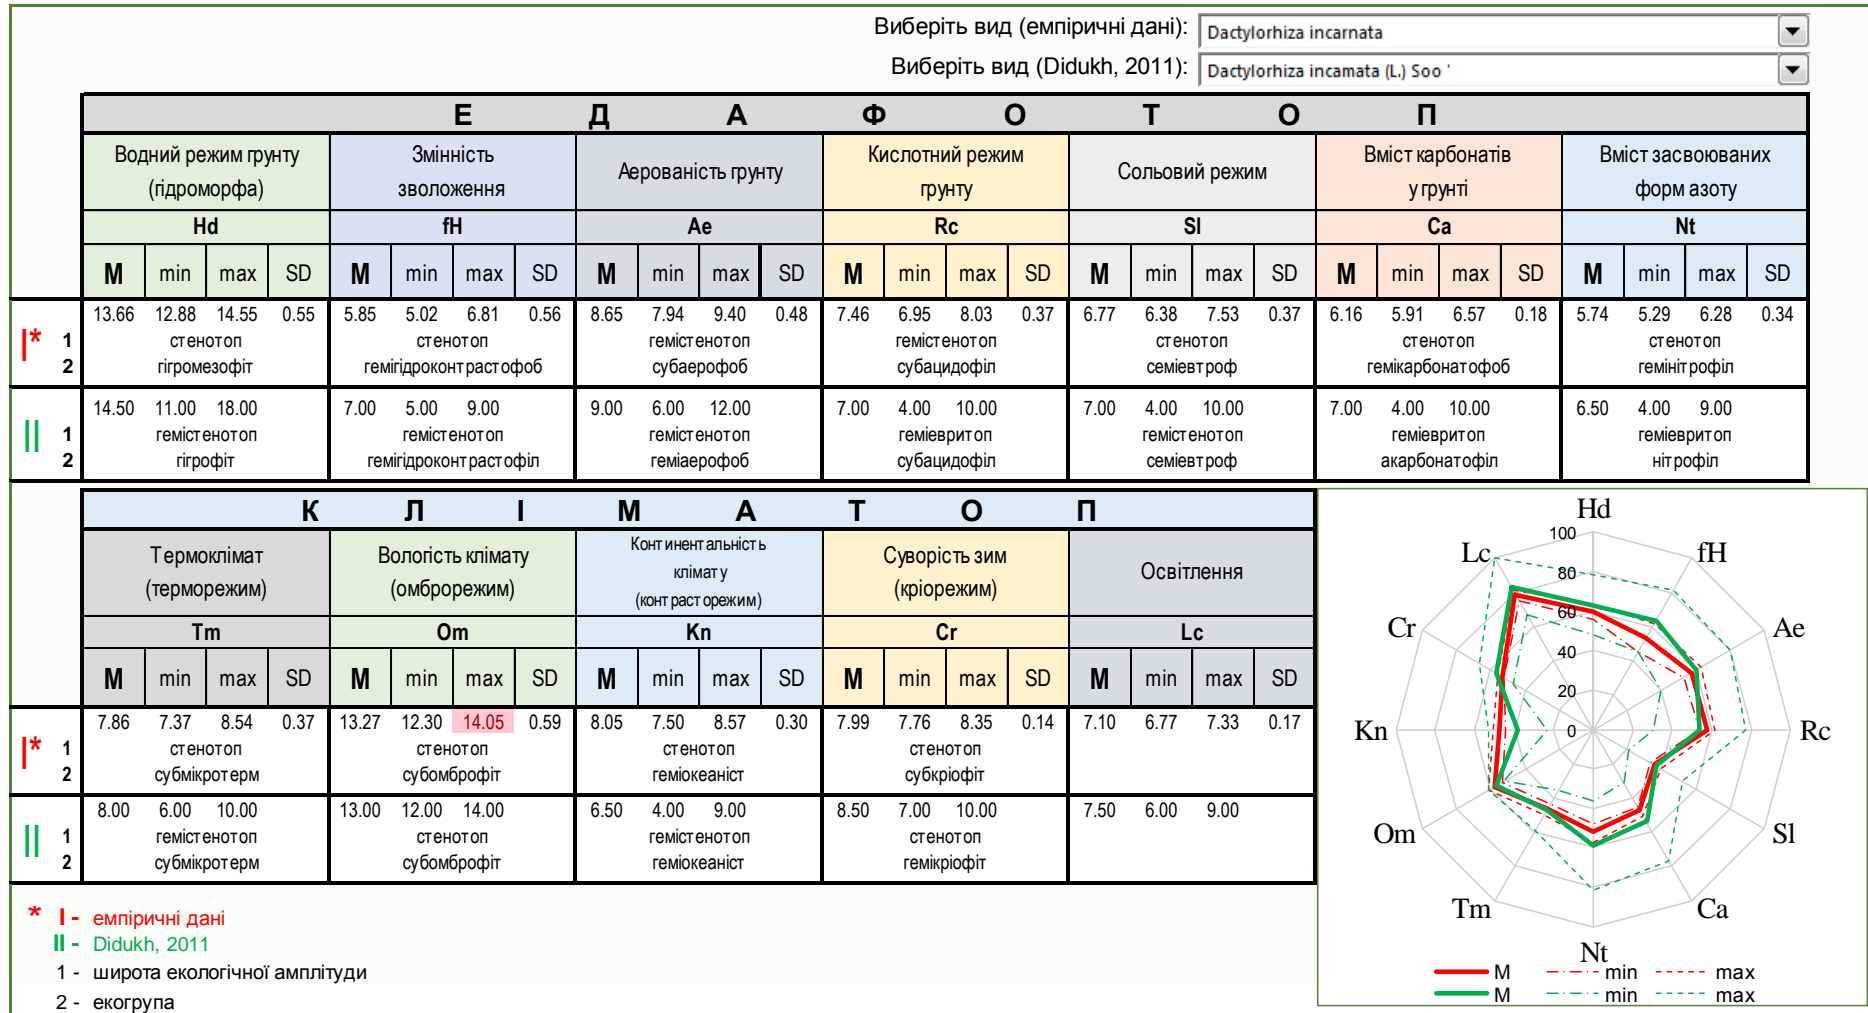 Виберіть вид (емпіричні дані): Dactylorhiza incarnata
Виберіть вид (Didukh, 2011): Dactylorhiza incamata (L.) Soo '
Е Д А Ф О Т О П
Водний режим грунту (гідроморфа) Змінність зволоження Аерованість грунту Кислотний режим грунту Сольовий режим Вміст карбонатів у грунті Вміст засвоюваних форм азоту
Hd fH Ae Rc Sl Ca Nt
M min max SD M min max SD M min max SD M min max SD M min max SD M min max SD M min max SD
13.66 12.88 14.55 0.55 5.85 5.02 6.81 0.56 8.65 7.94 9.40 0.48 7.46 6.95 8.03 0.37 6.77 6.38 7.53 0.37 6.16 5.91 6.57 0.18 5.74 5.29 6.28 0.34
I* 1 стенотоп стенотоп гемістенотоп гемістенотоп стенотоп стенотоп стенотоп
2 гігромезофіт гемігідроконтрастофоб субаерофоб субацидофіл семіевтроф гемікарбонатофоб гемінітрофіл
14.50 11.00 18.00 7.00 5.00 9.00 9.00 6.00 12.00 7.00 4.00 10.00 7.00 4.00 10.00 7.00 4.00 10.00 6.50 4.00 9.00
II 1 гемістенотоп гемістенотоп гемістенотоп геміевритоп гемістенотоп геміевритоп геміевритоп
2 гігрофіт гемігідроконтрастофіл геміаерофоб субацидофіл семіевтроф акарбонатофіл нітрофіл
К Л І М А Т О П
Термоклімат (терморежим) Вологість клімату (омброрежим) Континентальність клімату (контрасторежим) Суворість зим (кріорежим) Освітлення
Tm Om Kn Cr Lc
M min max SD M min max SD M min max SD M min max SD M min max SD
7.86 7.37 8.54 0.37 13.27 12.30 14.05 0.59 8.05 7.50 8.57 0.30 7.99 7.76 8.35 0.14 7.10 6.77 7.33 0.17
I* 1 стенотоп стенотоп стенотоп стенотоп
2 субмікротерм субомброфіт геміокеаніст субкріофіт
8.00 6.00 10.00 13.00 12.00 14.00 6.50 4.00 9.00 8.50 7.00 10.00 7.50 6.00 9.00
II 1 гемістенотоп стенотоп гемістенотоп стенотоп
2 субмікротерм субомброфіт геміокеаніст гемікріофіт
* I - емпіричні дані
II - Didukh, 2011
1 - широта екологічної амплітуди
2 - екогрупа
Hd
100
Lc fH
80
60
Cr Ae
40
20
Kn 0 Rc
Om Sl
Tm Ca
Nt
M min max
M min max